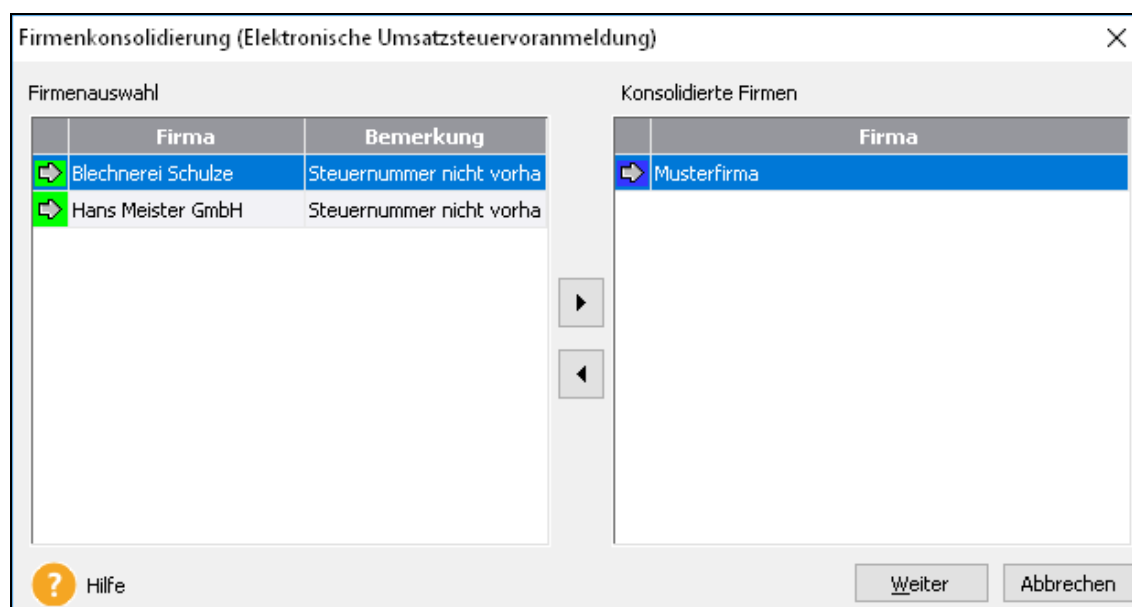 Firmenkonsolidierung (Elektronische Umsatzsteuervoranmeldung)
Firmenauswahl
Konsolidierte Firmen
Firma Bemerkung
Firma
Blechnerei Schulze Steuernummer nicht vorha
Musterfirma
Hans Meister GmbH Steuernummer nicht vorha
? Hilfe
Weiter
Abbrechen